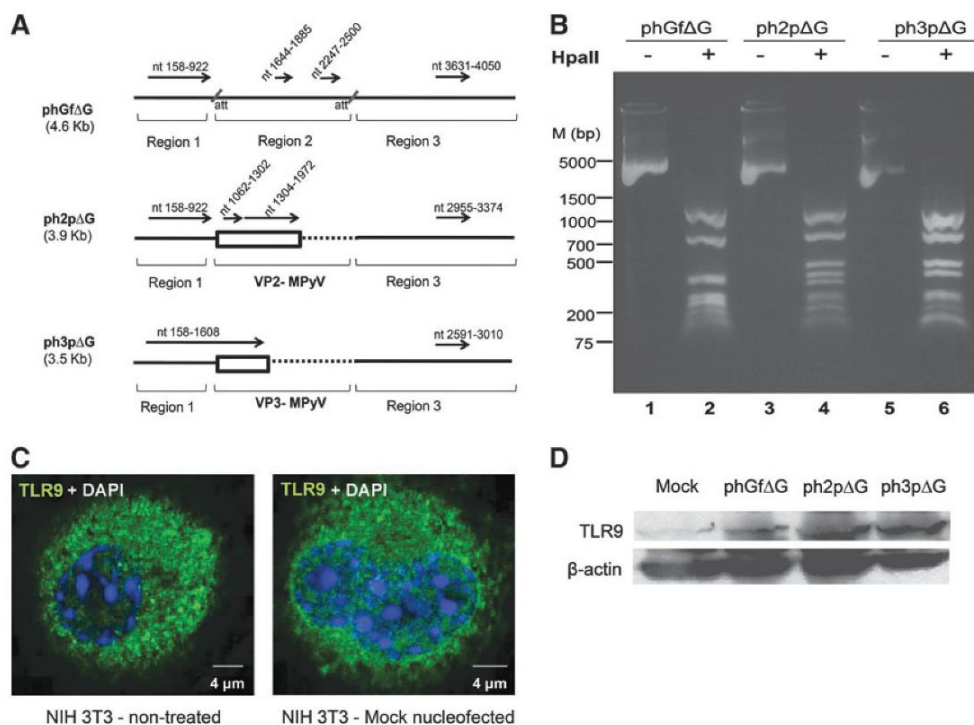 A
nt 158-922
nt 1644-1885
nt 2247-2500
nt 3631-4050
phGfΔG
(4.6 Kb)
att
att
Region 1
Region 2
Region 3
nt 158-922
nt 1062-1302
nt 1304-1972
nt 2955-3374
ph2pΔG
(3.9 Kb)
Region 1
VP2- MPyV
Region 3
nt 158-1608
nt 2591-3010
ph3pΔG
(3.5 Kb)
Region 1
VP3- MPyV
Region 3
B
phGfΔG ph2pΔG ph3pΔG
HpaII - + - + - +
M (bp)
5000
1500
1000
700
500
200
75
1 2 3 4 5 6
C
TLR9 + DAPI
4 µm
NIH 3T3 - non-treated
TLR9 + DAPI
4 µm
NIH 3T3 - Mock nucleofected
D
Mock phGfΔG ph2pΔG ph3pΔG
TLR9
β-actin